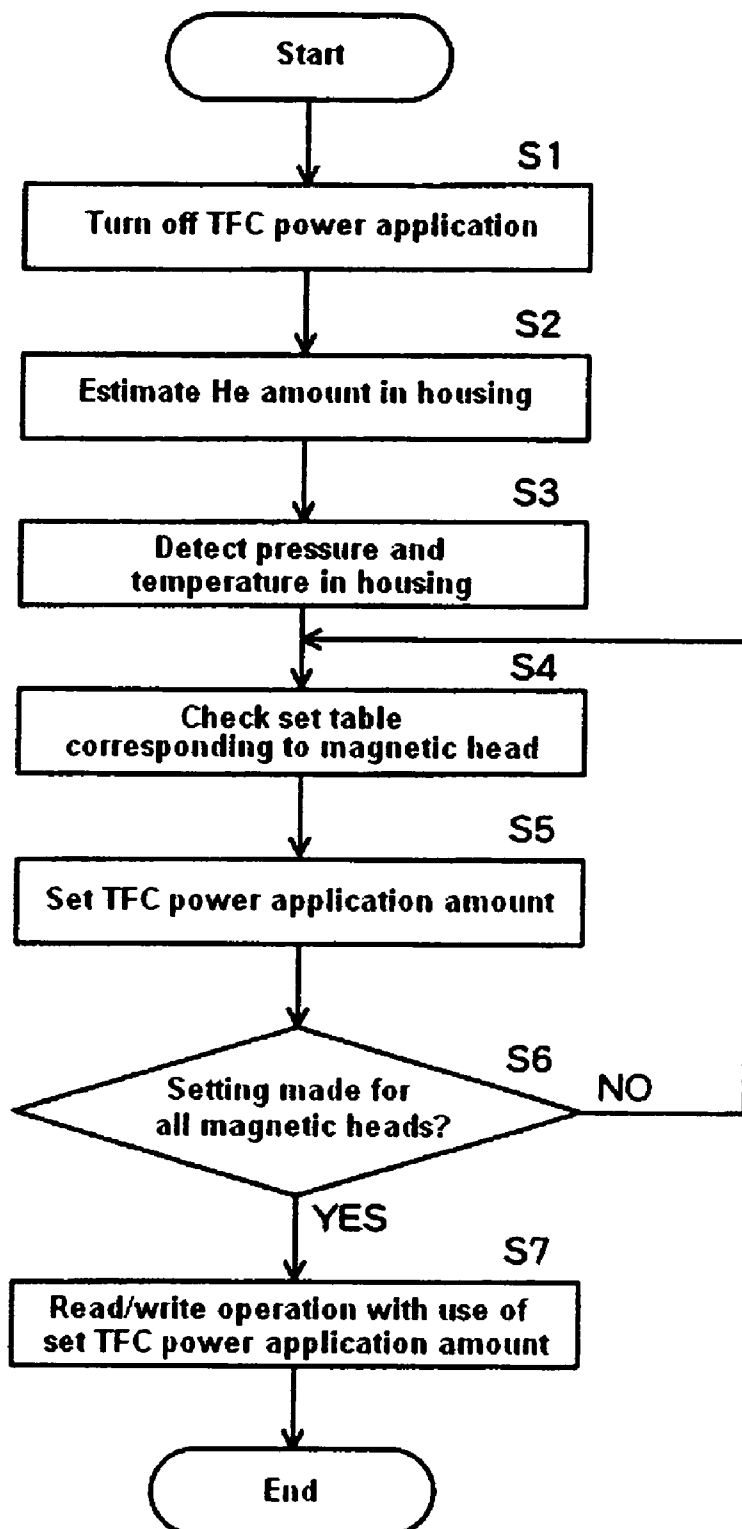 Start
S1
Turn off TFC power application
S2
Estimate He amount in housing
S3
Detect pressure and
temperature in housing
S4
Check set table
corresponding to magnetic head
S5
Set TFC power application amount
S6
Setting made for
all magnetic heads?
NO
YES
S7
Read/write operation with use of
set TFC power application amount
End